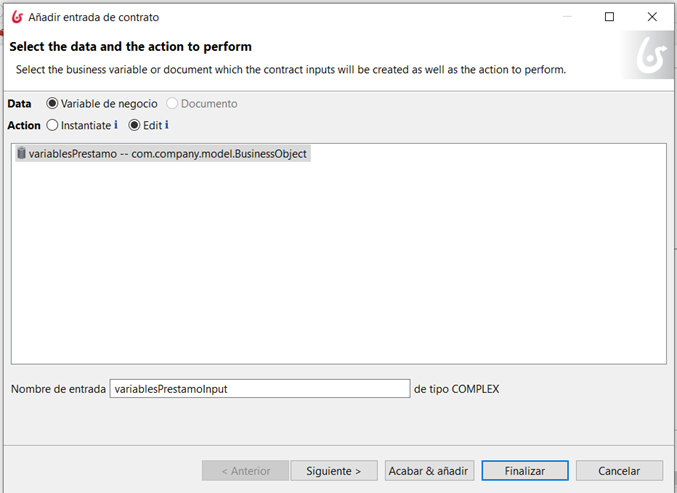 Añadir entrada de contrato
Select the data and the action to perform
Select the business variable or document which the contract inputs will be created as well as the action to perform.
Data Variable de negocio Documento
Action Instantiate i Edit i
variablesPrestamo -- com.company.model.BusinessObject
Nombre de entrada variablesPrestamoInput de tipo COMPLEX
< Anterior Siguiente > Acabar & añadir Finalizar Cancelar